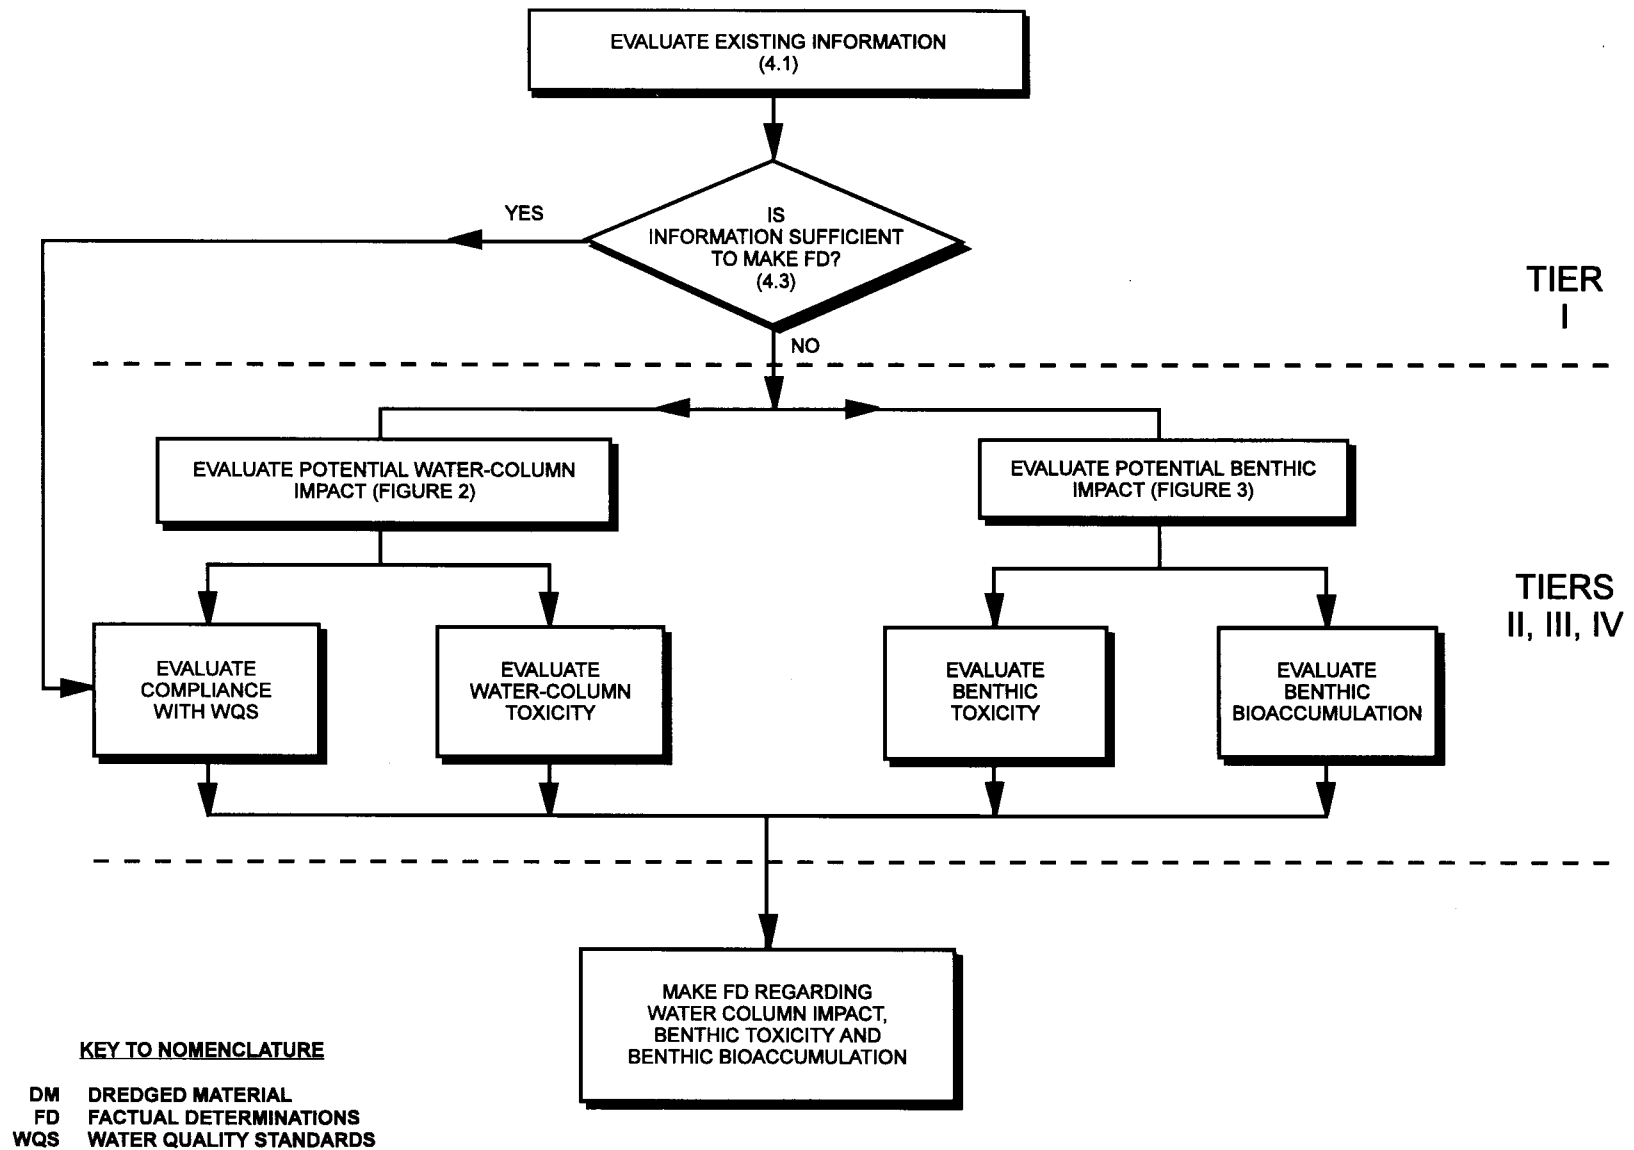 EVALUATE EXISTING INFORMATION
(4.1)
YES
IS
INFORMATION SUFFICIENT
TO MAKE FD?
(4.3)
TIER
I
NO
EVALUATE POTENTIAL WATER-COLUMN
IMPACT (FIGURE 2)
EVALUATE POTENTIAL BENTHIC
IMPACT (FIGURE 3)
TIERS
II, III, IV
EVALUATE
COMPLIANCE
WITH WQS
EVALUATE
WATER-COLUMN
TOXICITY
EVALUATE
BENTHIC
TOXICITY
EVALUATE
BENTHIC
BIOACCUMULATION
MAKE FD REGARDING
WATER COLUMN IMPACT,
BENTHIC TOXICITY AND
BENTHIC BIOACCUMULATION
KEY TO NOMENCLATURE
DM DREDGED MATERIAL
FD FACTUAL DETERMINATIONS
WQS WATER QUALITY STANDARDS